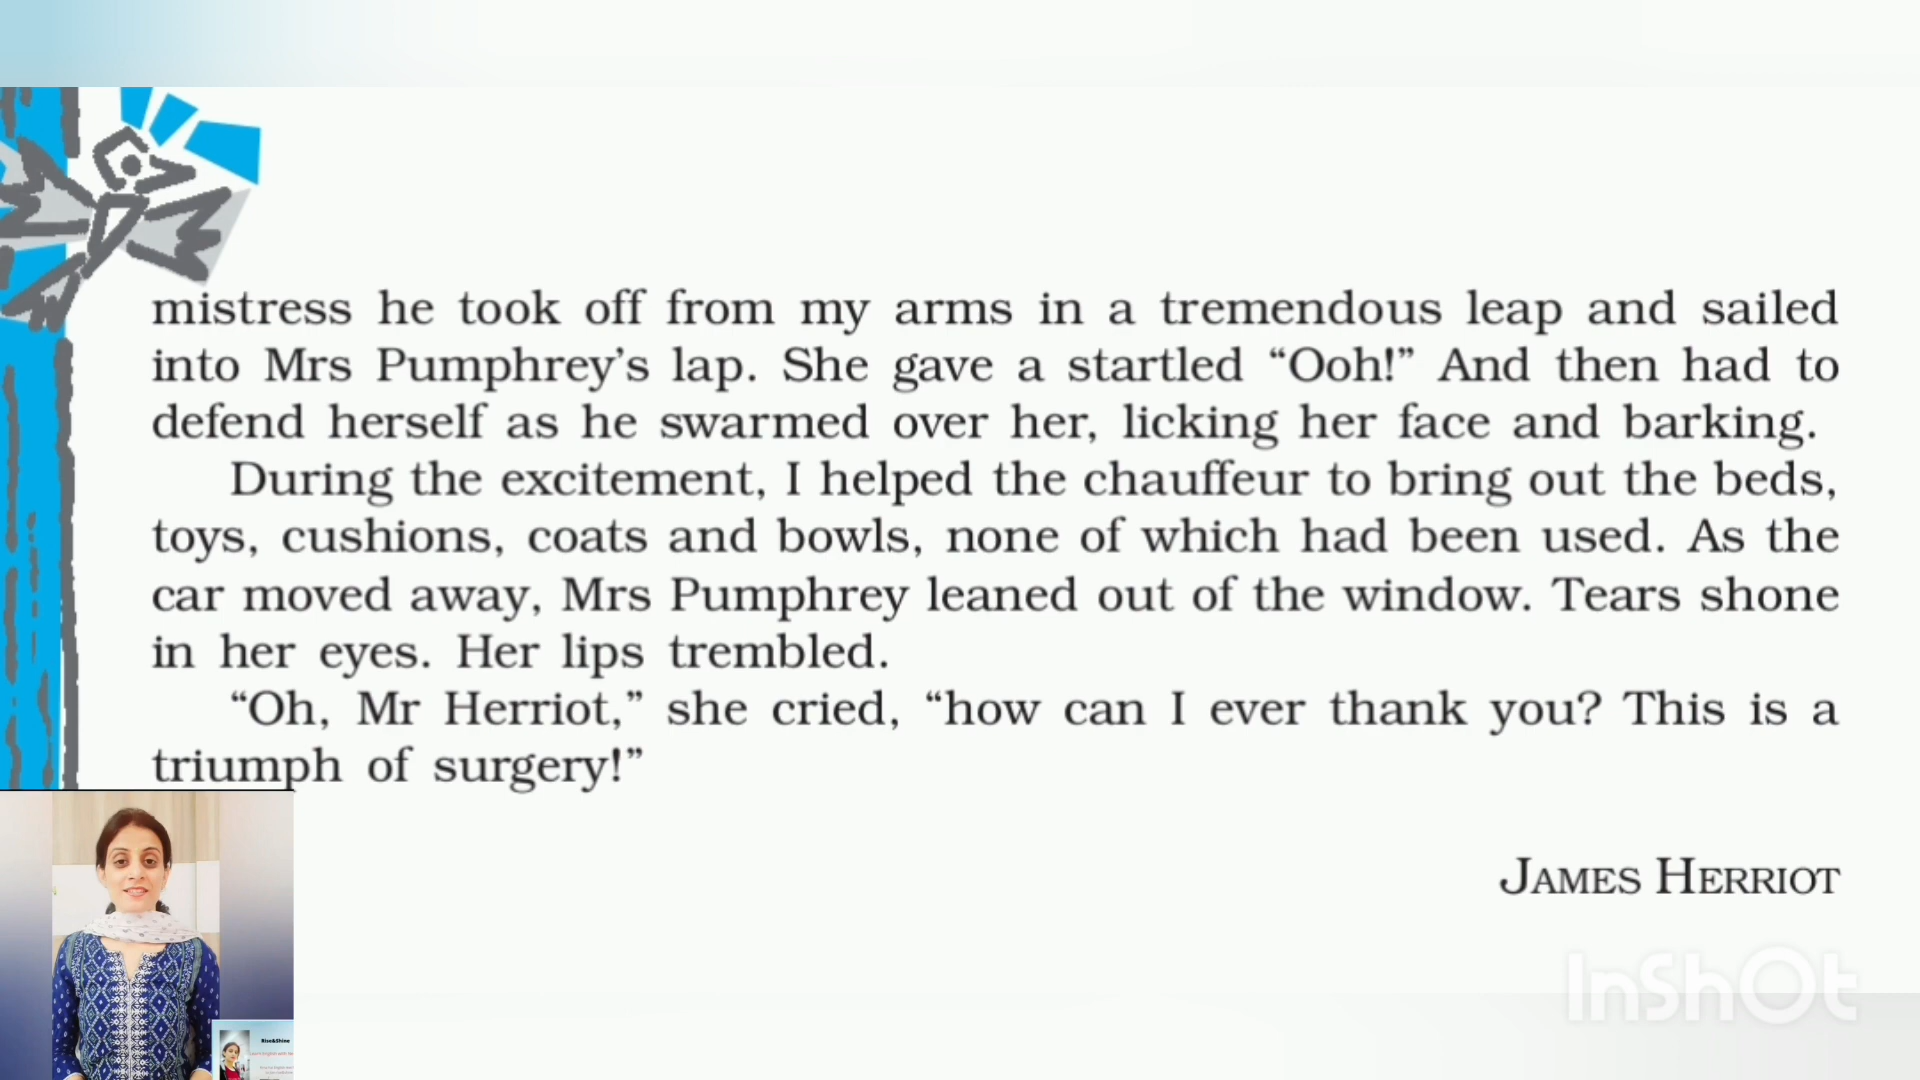 mistress he took off from my arms in a tremendous leap and sailed
into Mrs Pumphrey’s lap. She gave a startled “Ooh!” And then had to
defend herself as he swarmed over her, licking her face and barking.
During the excitement, I helped the chauffeur to bring out the beds,
toys, cushions, coats and bowls, none of which had been used. As the
car moved away, Mrs Pumphrey leaned out of the window. Tears shone
in her eyes. Her lips trembled.
“Oh, Mr Herriot,” she cried, “how can I ever thank you? This is a
triumph of surgery!”
JAMES HERRIOT
InShOt
Rise&Shine